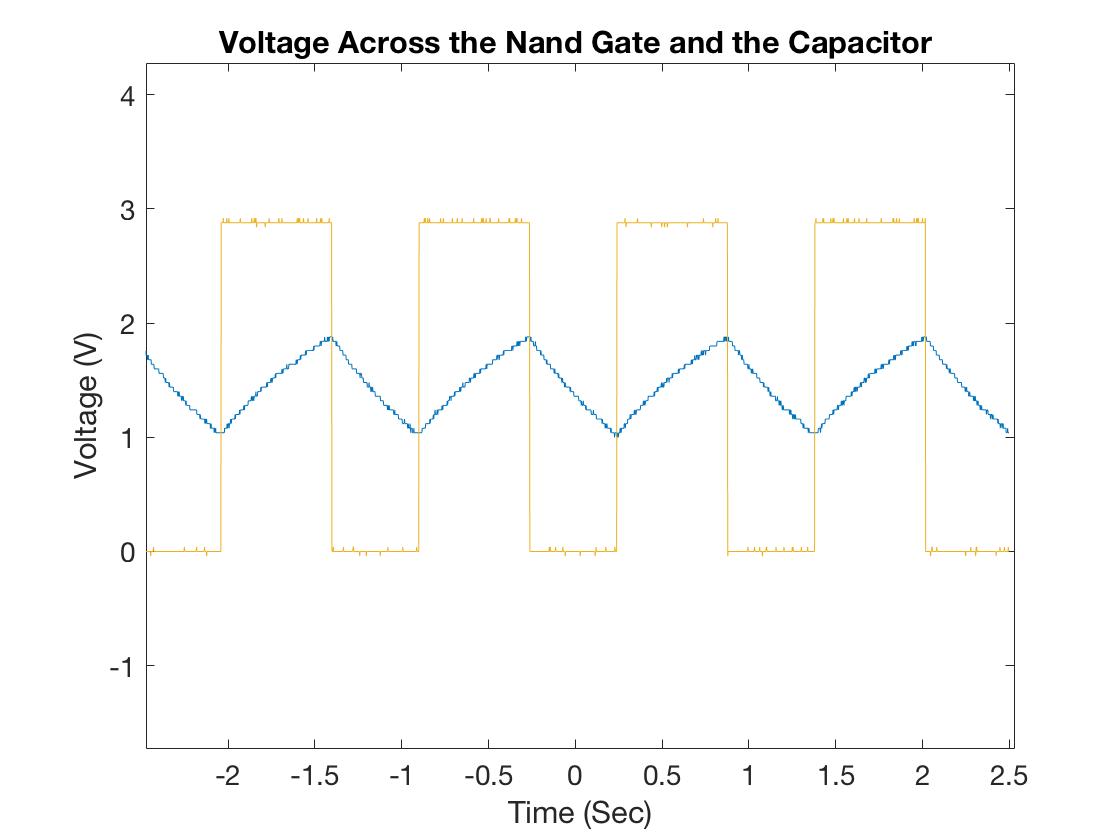 Voltage Across the Nand Gate and the Capacitor
4
3
2
1
0
-1
Voltage (V)
-2 -1.5 -1 -0.5 0 0.5 1 1.5 2 2.5
Time (Sec)